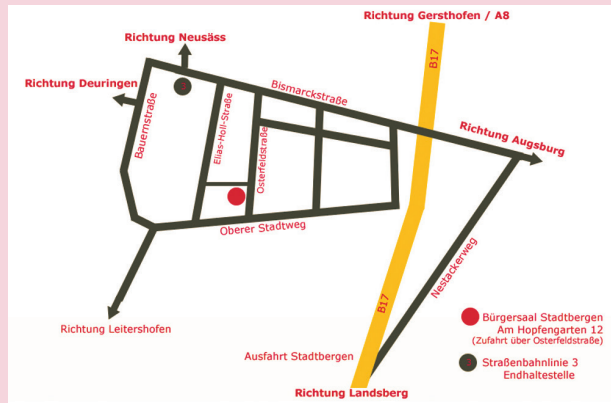 Richtung Gersthofen / A8
Richtung Neusäss
B17
Richtung Deuringen
Bismarckstraße
Bauernstraße
Elias-Holl-Straße
Osterfeldstraße
Richtung Augsburg
Oberer Stadtweg
Nestackerweg
B17
Richtung Leitershofen
Bürgersaal Stadtbergen
Am Hopfengarten 12
(Zufahrt über Osterfeldstraße)
Ausfahrt Stadtbergen
Straßenbahnlinie 3
Endhaltestelle
Richtung Landsberg